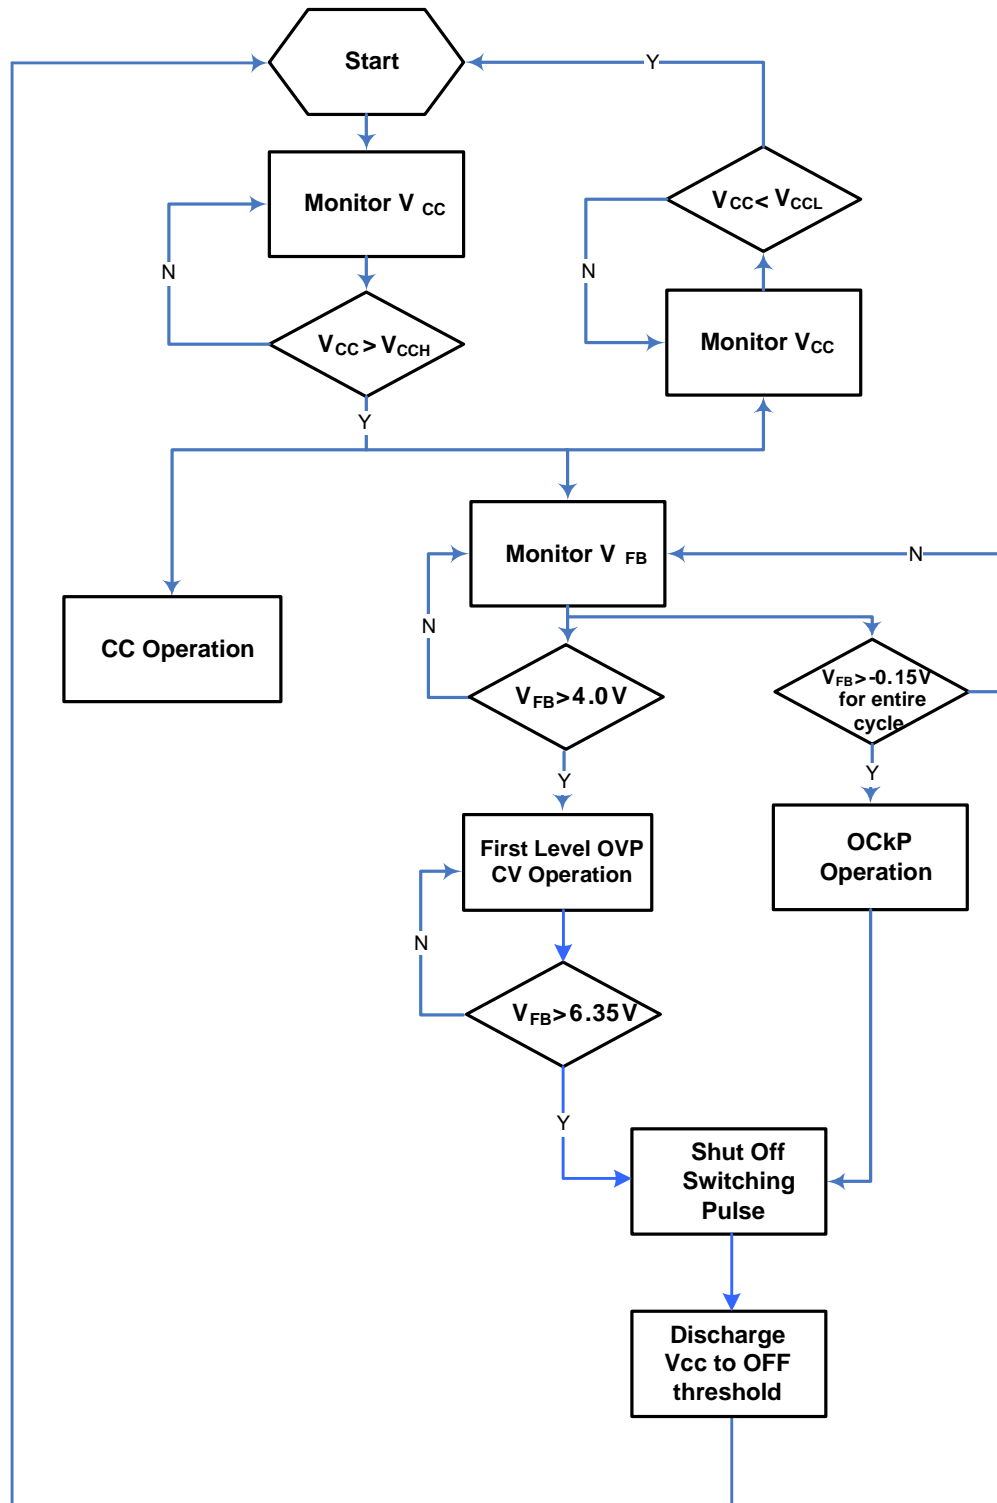 Start
Y
Monitor V CC
VCC< VCCL
N
N
Monitor VCC
VCC > VCCH
Y
Monitor V FB
N
CC Operation
N
VFB>4.0V
VFB>-0.15V
for entire
cycle
Y
Y
First Level OVP
CV Operation
OCkP
Operation
N
VFB>6.35V
Y
Shut Off
Switching
Pulse
Discharge
Vcc to OFF
threshold